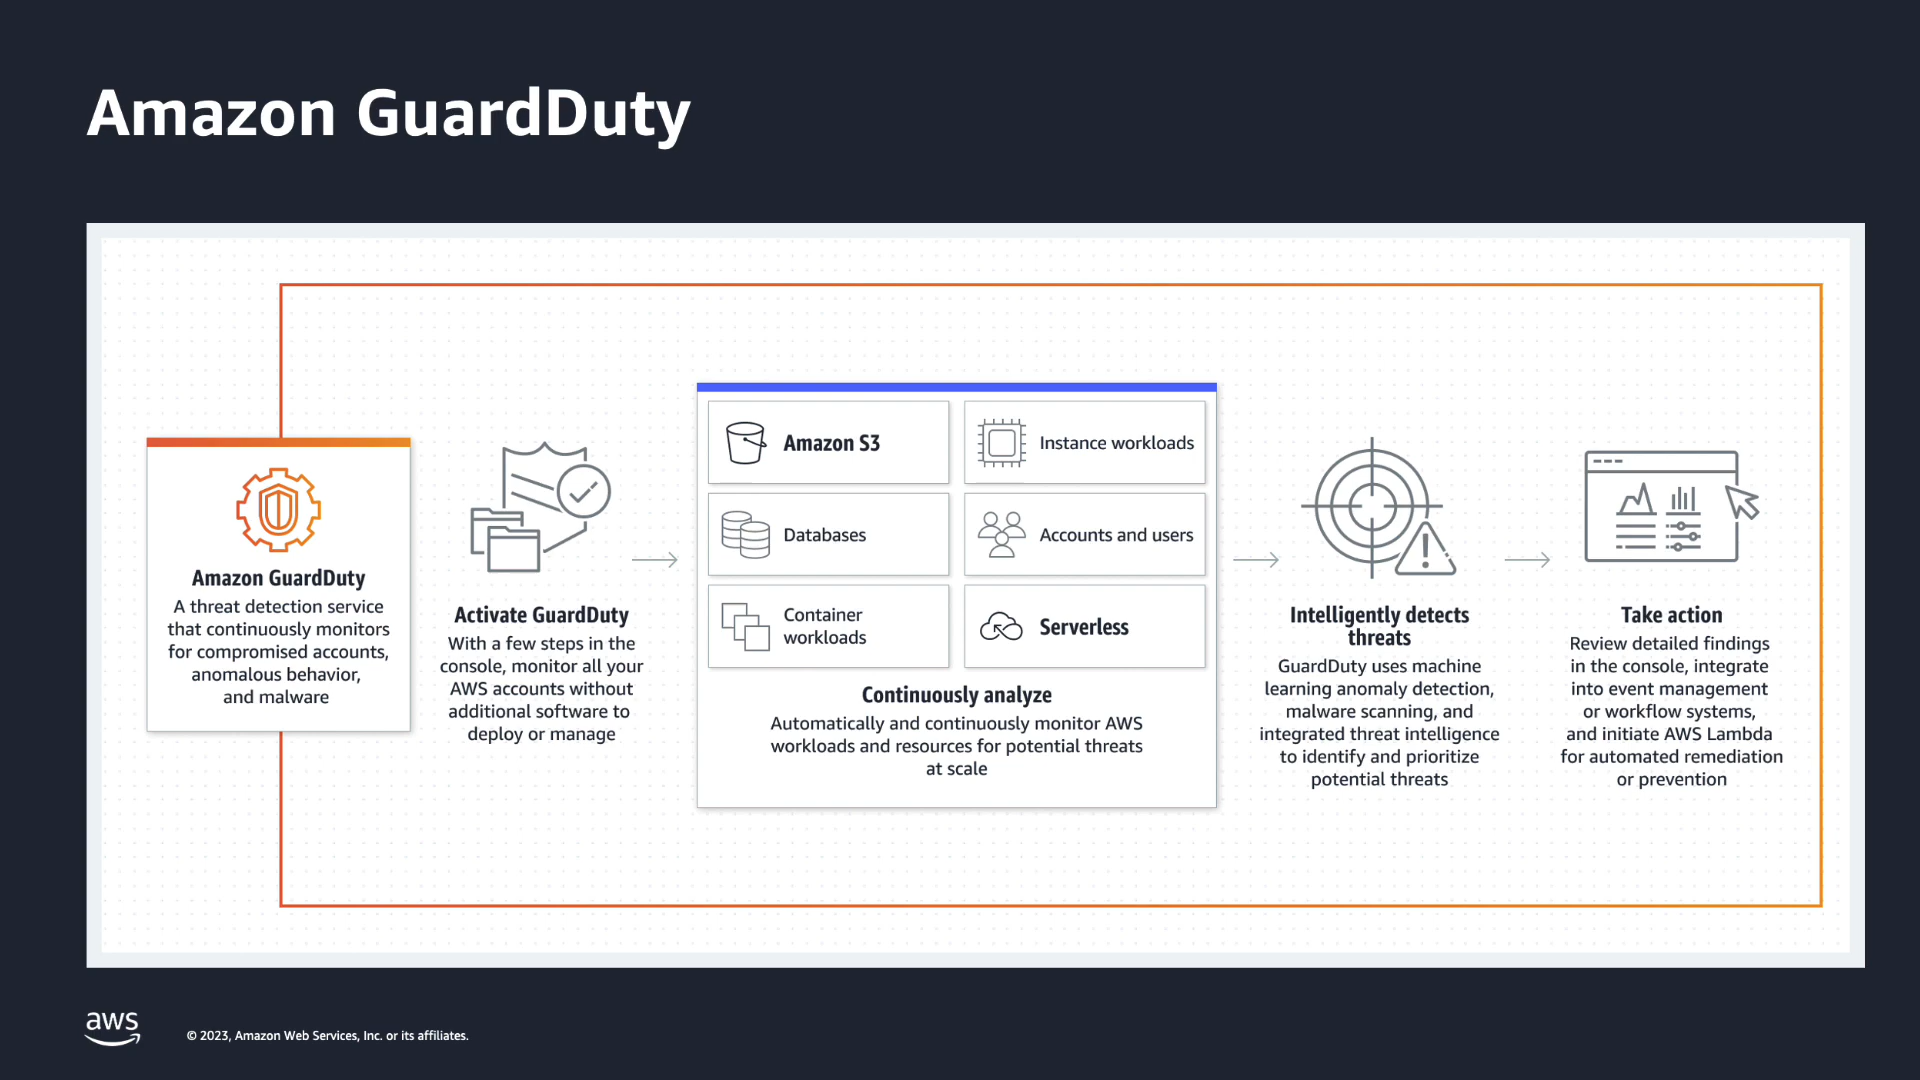 Amazon GuardDuty
Amazon GuardDuty
A threat detection service
that continuously monitors
for compromised accounts,
anomalous behavior,
and malware
Activate GuardDuty
With a few steps in the
console, monitor all your
AWS accounts without
additional software to
deploy or manage
Amazon S3
Instance workloads
Databases
Accounts and users
Container
workloads
Serverless
Continuously analyze
Automatically and continuously monitor AWS
workloads and resources for potential threats
at scale
Intelligently detects
threats
GuardDuty uses machine
learning anomaly detection,
malware scanning, and
integrated threat intelligence
to identify and prioritize
potential threats
Take action
Review detailed findings
in the console, integrate
into event management
or workflow systems,
and initiate AWS Lambda
for automated remediation
or prevention
aws
© 2023, Amazon Web Services, Inc. or its affiliates.